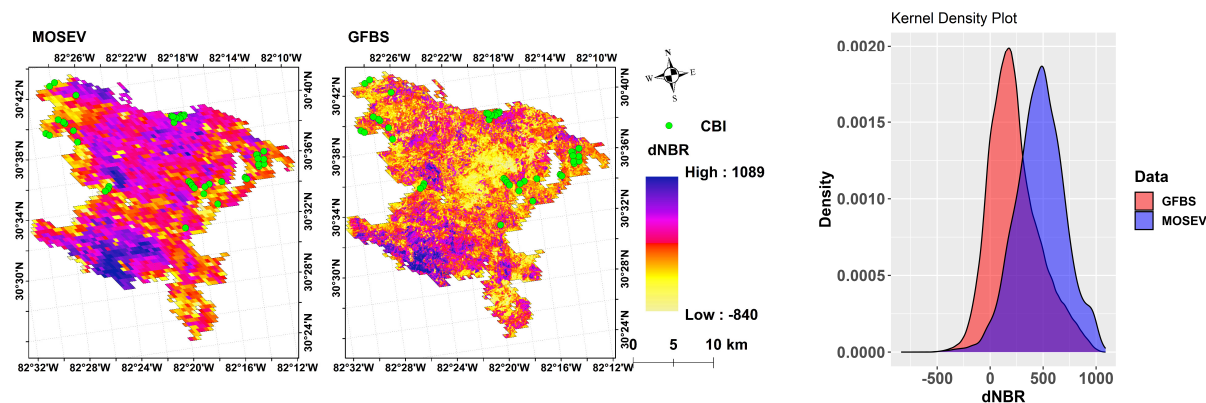 MOSEV
82°26'W 82°22'W 82°18'W 82°14'W 82°10'W
30°42'N
30°38'N
30°34'N
30°30'N
30°40'N
30°36'N
30°32'N
30°28'N
30°24'N
82°32'W 82°28'W 82°24'W 82°20'W 82°16'W 82°12'W
GFBS
82°26'W 82°22'W 82°18'W 82°14'W 82°10'W
30°42'N
30°38'N
30°34'N
30°30'N
30°40'N
30°36'N
30°32'N
30°28'N
30°24'N
82°32'W 82°28'W 82°24'W 82°20'W 82°16'W 82°12'W
N
W E
S
CBI
dNBR
High : 1089
Low : -840
0 5 10 km
Kernel Density Plot
0.0020
0.0015
0.0010
0.0005
0.0000
Density
-500 0 500 1000
dNBR
Data
GFBS
MOSEV